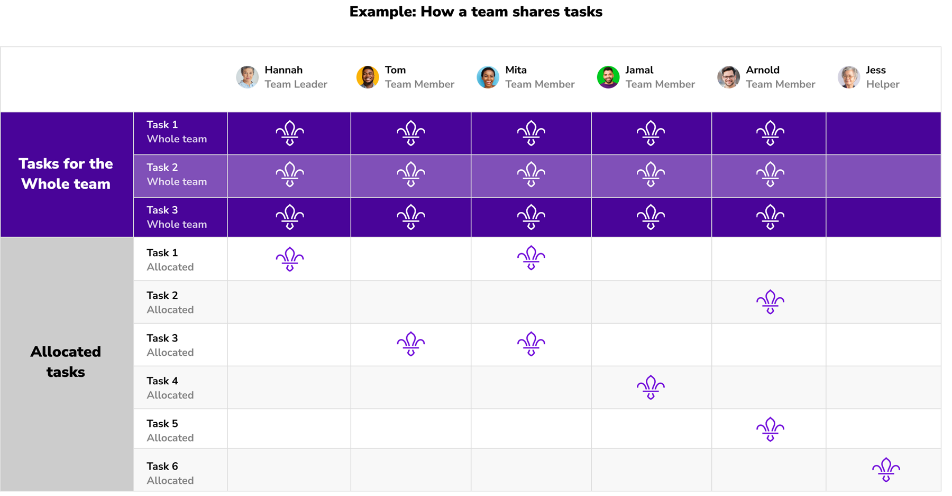 Example: How a team shares tasks
Hannah
Team Leader
Tom
Team Member
Mita
Team Member
Jamal
Team Member
Arnold
Team Member
Jess
Helper
Tasks for the
Whole team
Task 1
Whole team
Task 2
Whole team
Task 3
Whole team
Allocated
tasks
Task 1
Allocated
Task 2
Allocated
Task 3
Allocated
Task 4
Allocated
Task 5
Allocated
Task 6
Allocated